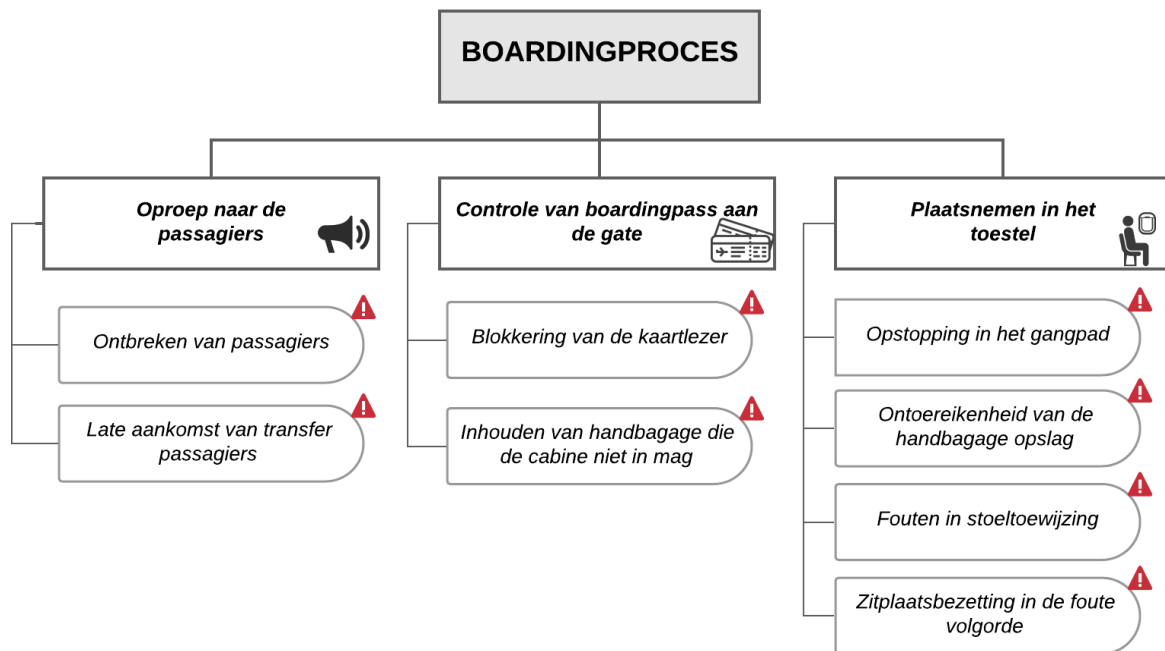 BOARDINGPROCES
Oproep naar de
passagiers
Ontbreken van passagiers
Late aankomst van transfer
passagiers
Controle van boardingpass aan
de gate
Blokkering van de kaartlezer
Inhouden van handbagage die
de cabine niet in mag
Plaatsnemen in het
toestel
Opstopping in het gangpad
Ontoereikenheid van de
handbagage opslag
Fouten in stoeltoewijzing
Zitplaatsbezetting in de foute
volgorde